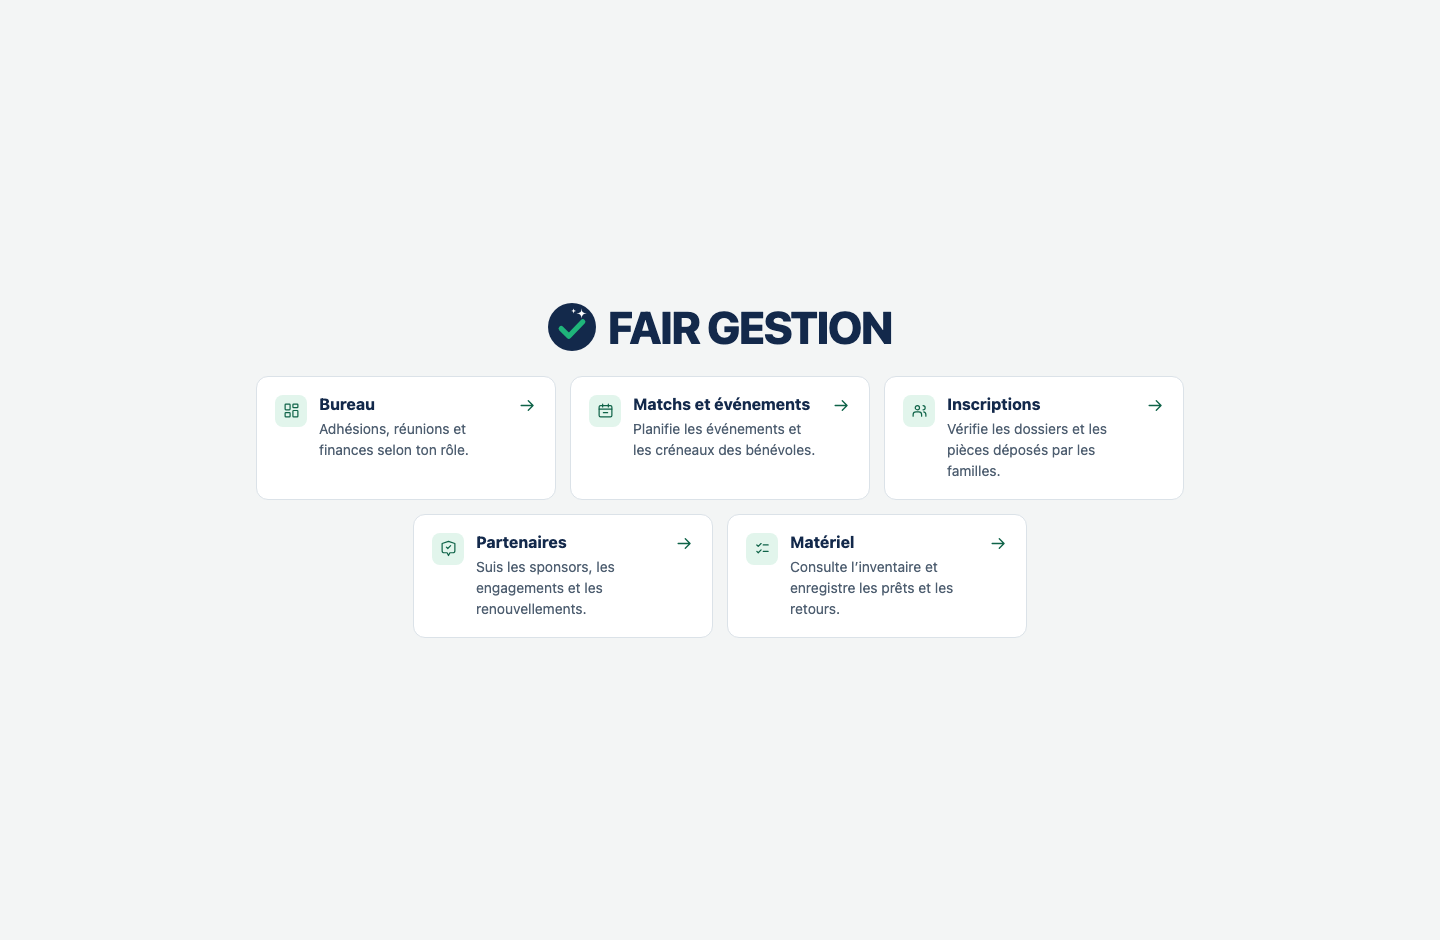 FAIR GESTION
Bureau
Adhésions, réunions et
finances selon ton rôle.
Matchs et événements
Planifie les événements et
les créneaux des bénévoles.
Inscriptions
Vérifie les dossiers et les
pièces déposés par les
familles.
Partenaires
Suis les sponsors, les
engagements et les
renouvellements.
Matériel
Consulte l’inventaire et
enregistre les prêts et les
retours.